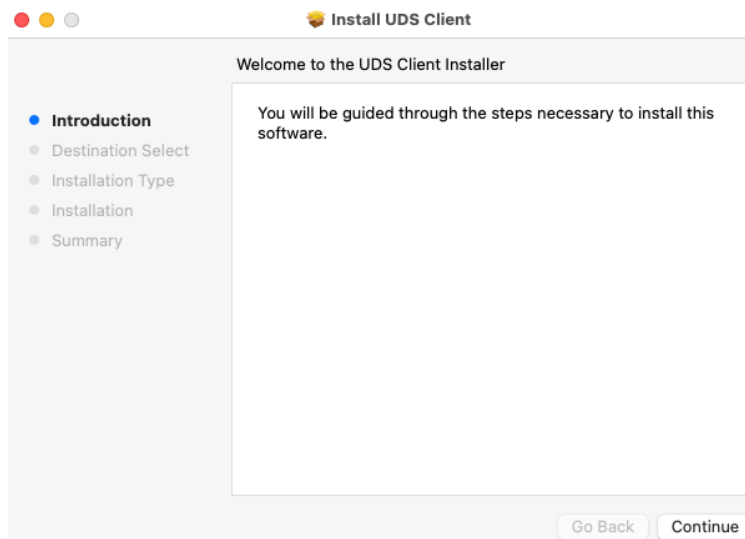 Install UDS Client
Welcome to the UDS Client Installer
Introduction
Destination Select
Installation Type
Installation
Summary
You will be guided through the steps necessary to install this
software.
Go Back
Continue